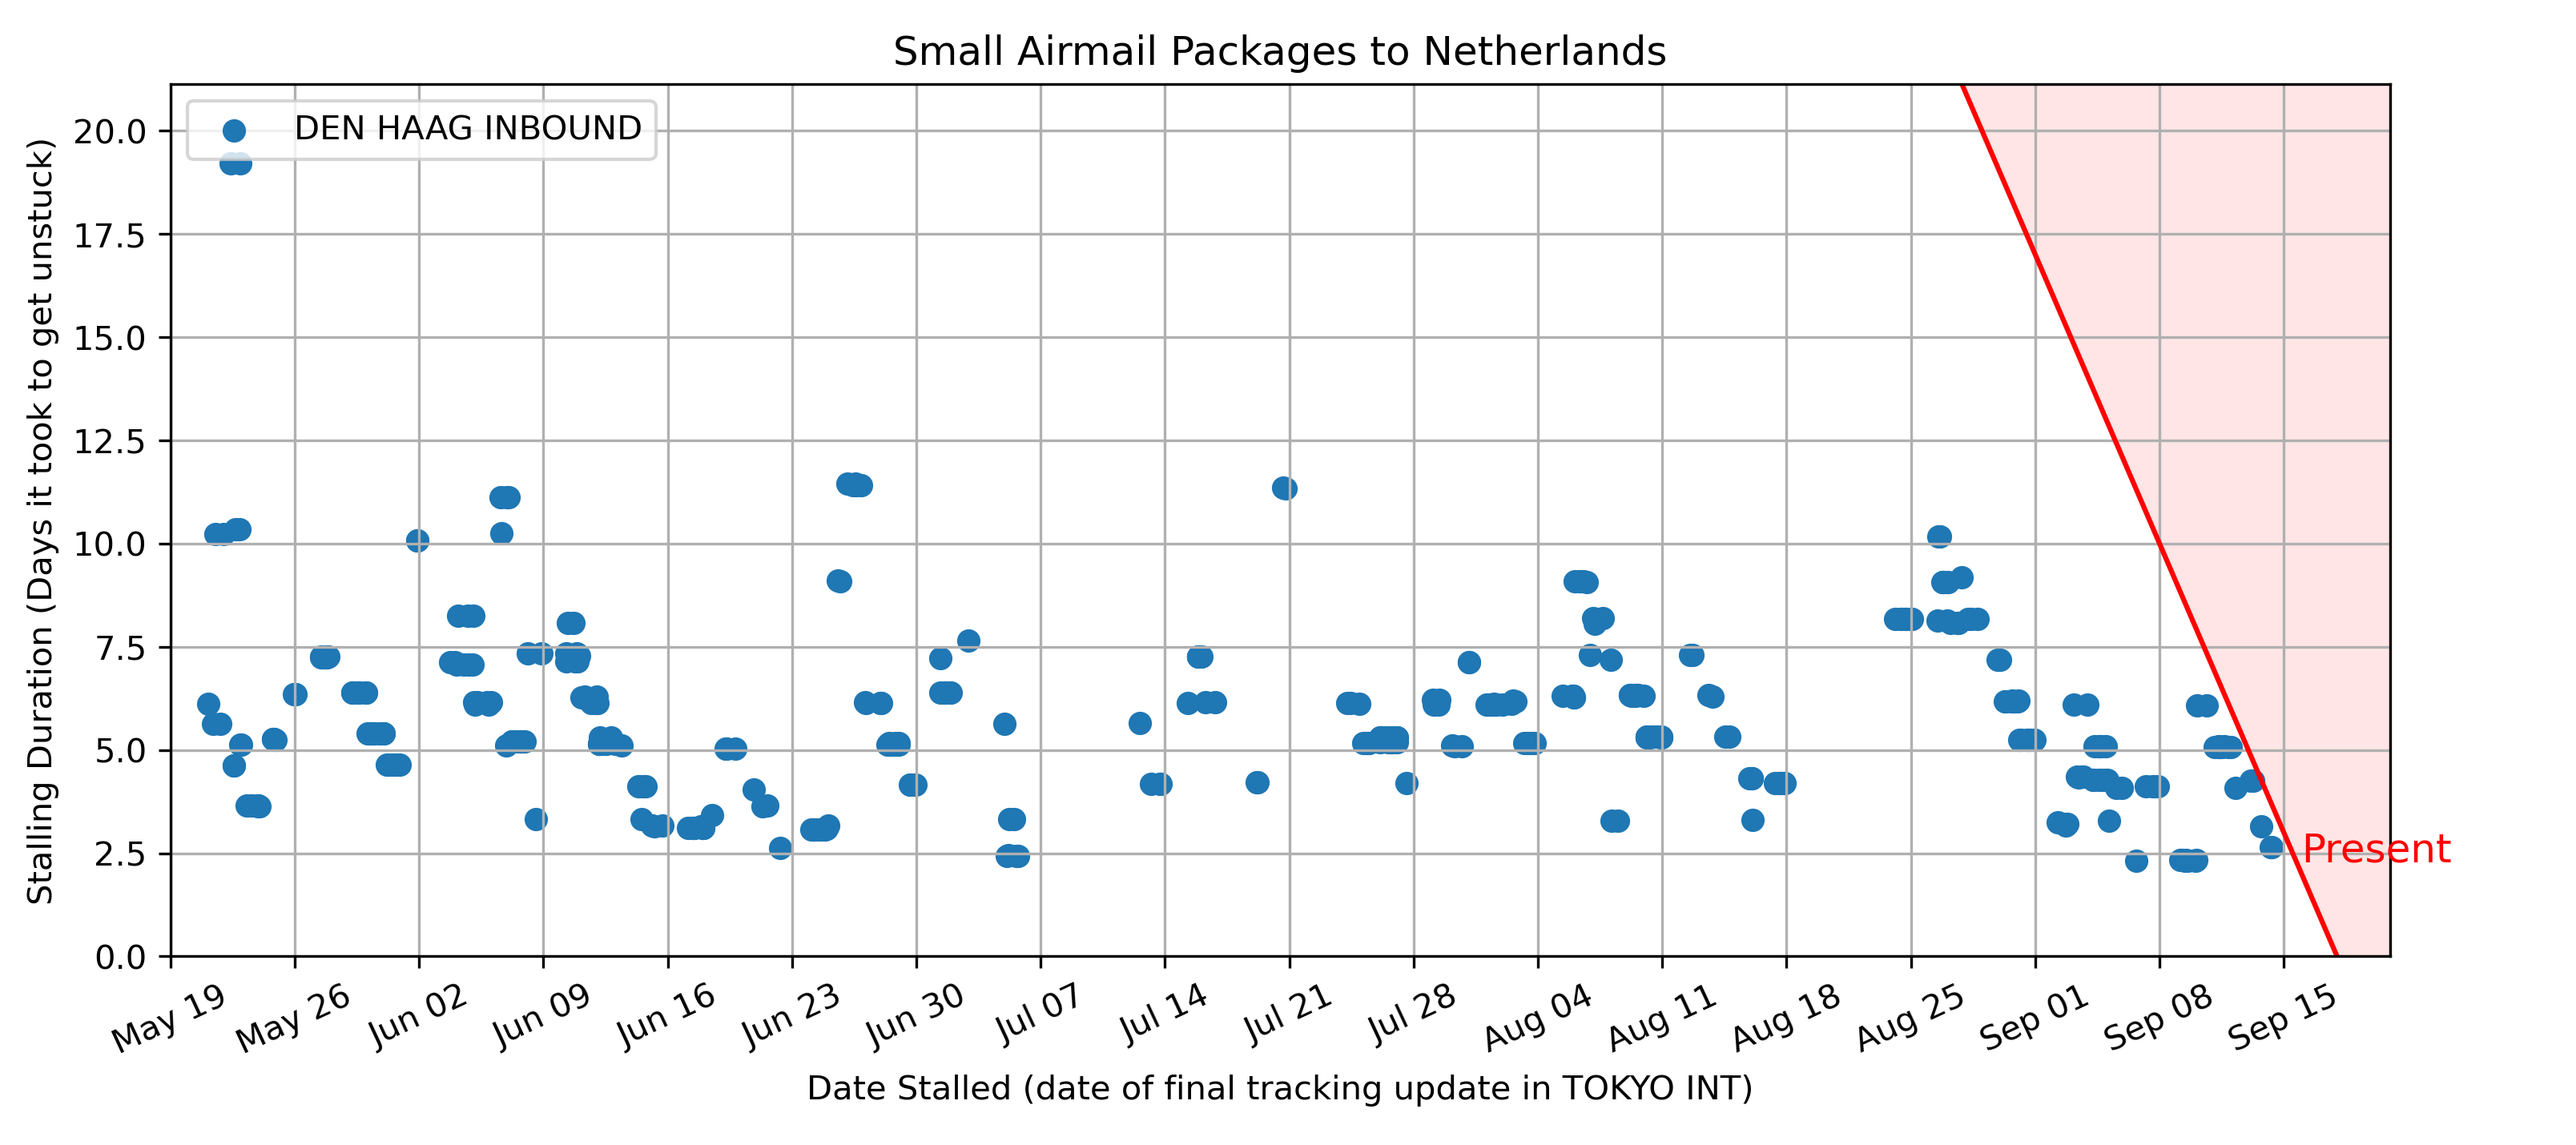 Small Airmail Packages to Netherlands
DEN HAAG INBOUND
Stalling Duration (Days it took to get unstuck)
20.0
17.5
15.0
12.5
10.0
7.5
5.0
2.5
0.0
Present
May 19
May 26
Jun 02
Jun 09
Jun 16
Jun 23
Jun 30
Jul 07
Jul 14
Jul 21
Jul 28
Aug 04
Aug 11
Aug 18
Aug 25
Sep 01
Sep 08
Sep 15
Date Stalled (date of final tracking update in TOKYO INT)